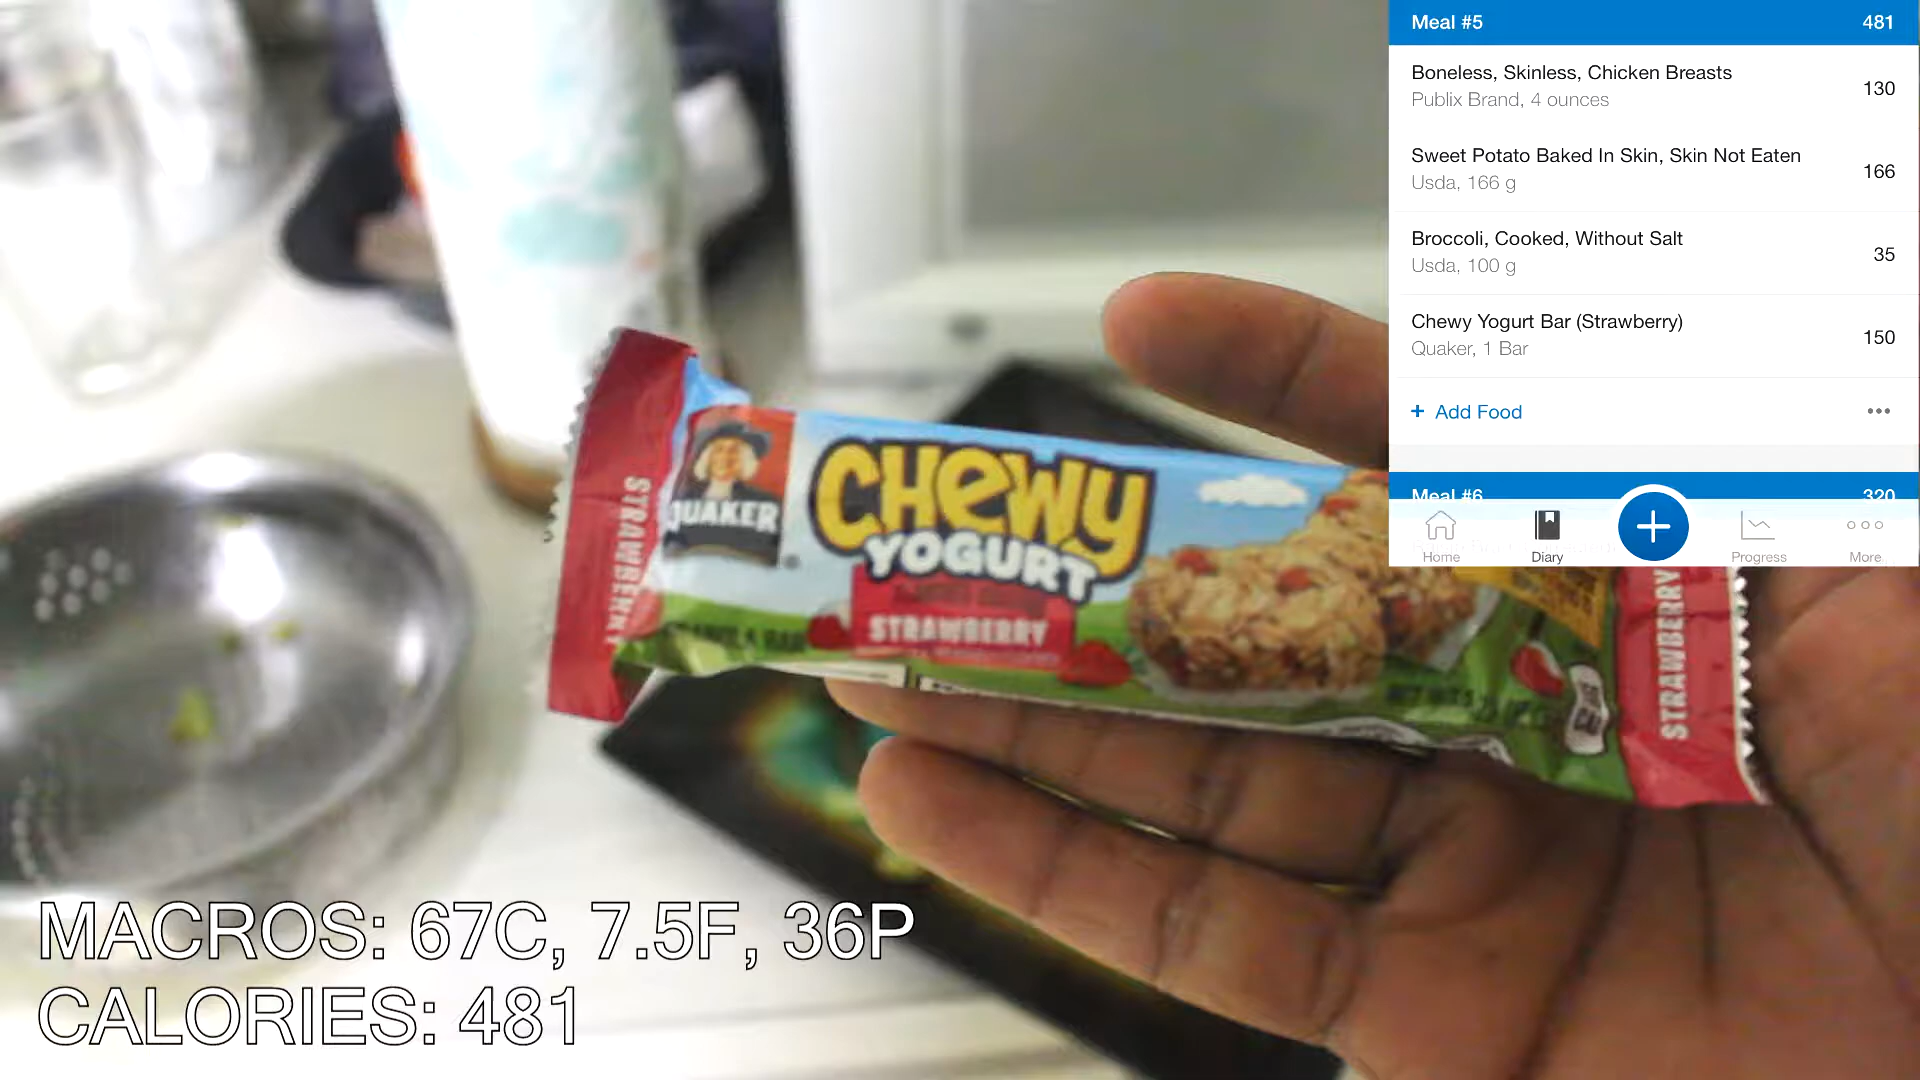 Meal #5 481
Boneless, Skinless, Chicken Breasts 130
Publix Brand, 4 ounces
Sweet Potato Baked In Skin, Skin Not Eaten 166
Usda, 166 g
Broccoli, Cooked, Without Salt 35
Usda, 100 g
Chewy Yogurt Bar (Strawberry) 150
Quaker, 1 Bar
+ Add Food
Meal #6 320
Home Diary Progress More
STRAWBERRY
QUAKER
CHEWY
YOGURT
STRAWBERRY
STRAWBERRY
MACROS: 67C, 7.5F, 36P
CALORIES: 481